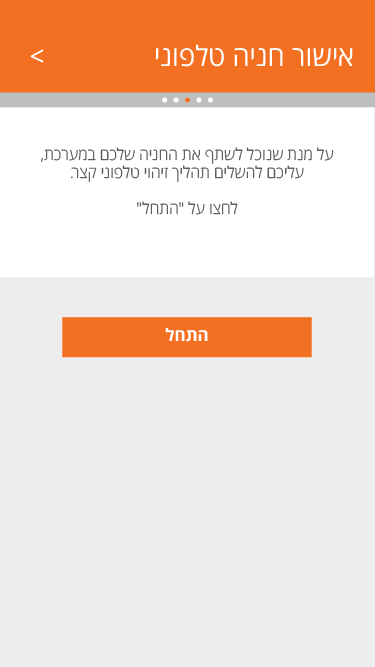 אישור חניה טלפוני
<
על מנת שנוכל לשתף את החניה שלכם במערכת,
עליכם להשלים תהליך זיהוי טלפוני קצר.
לחצו על "התחל"
התחל